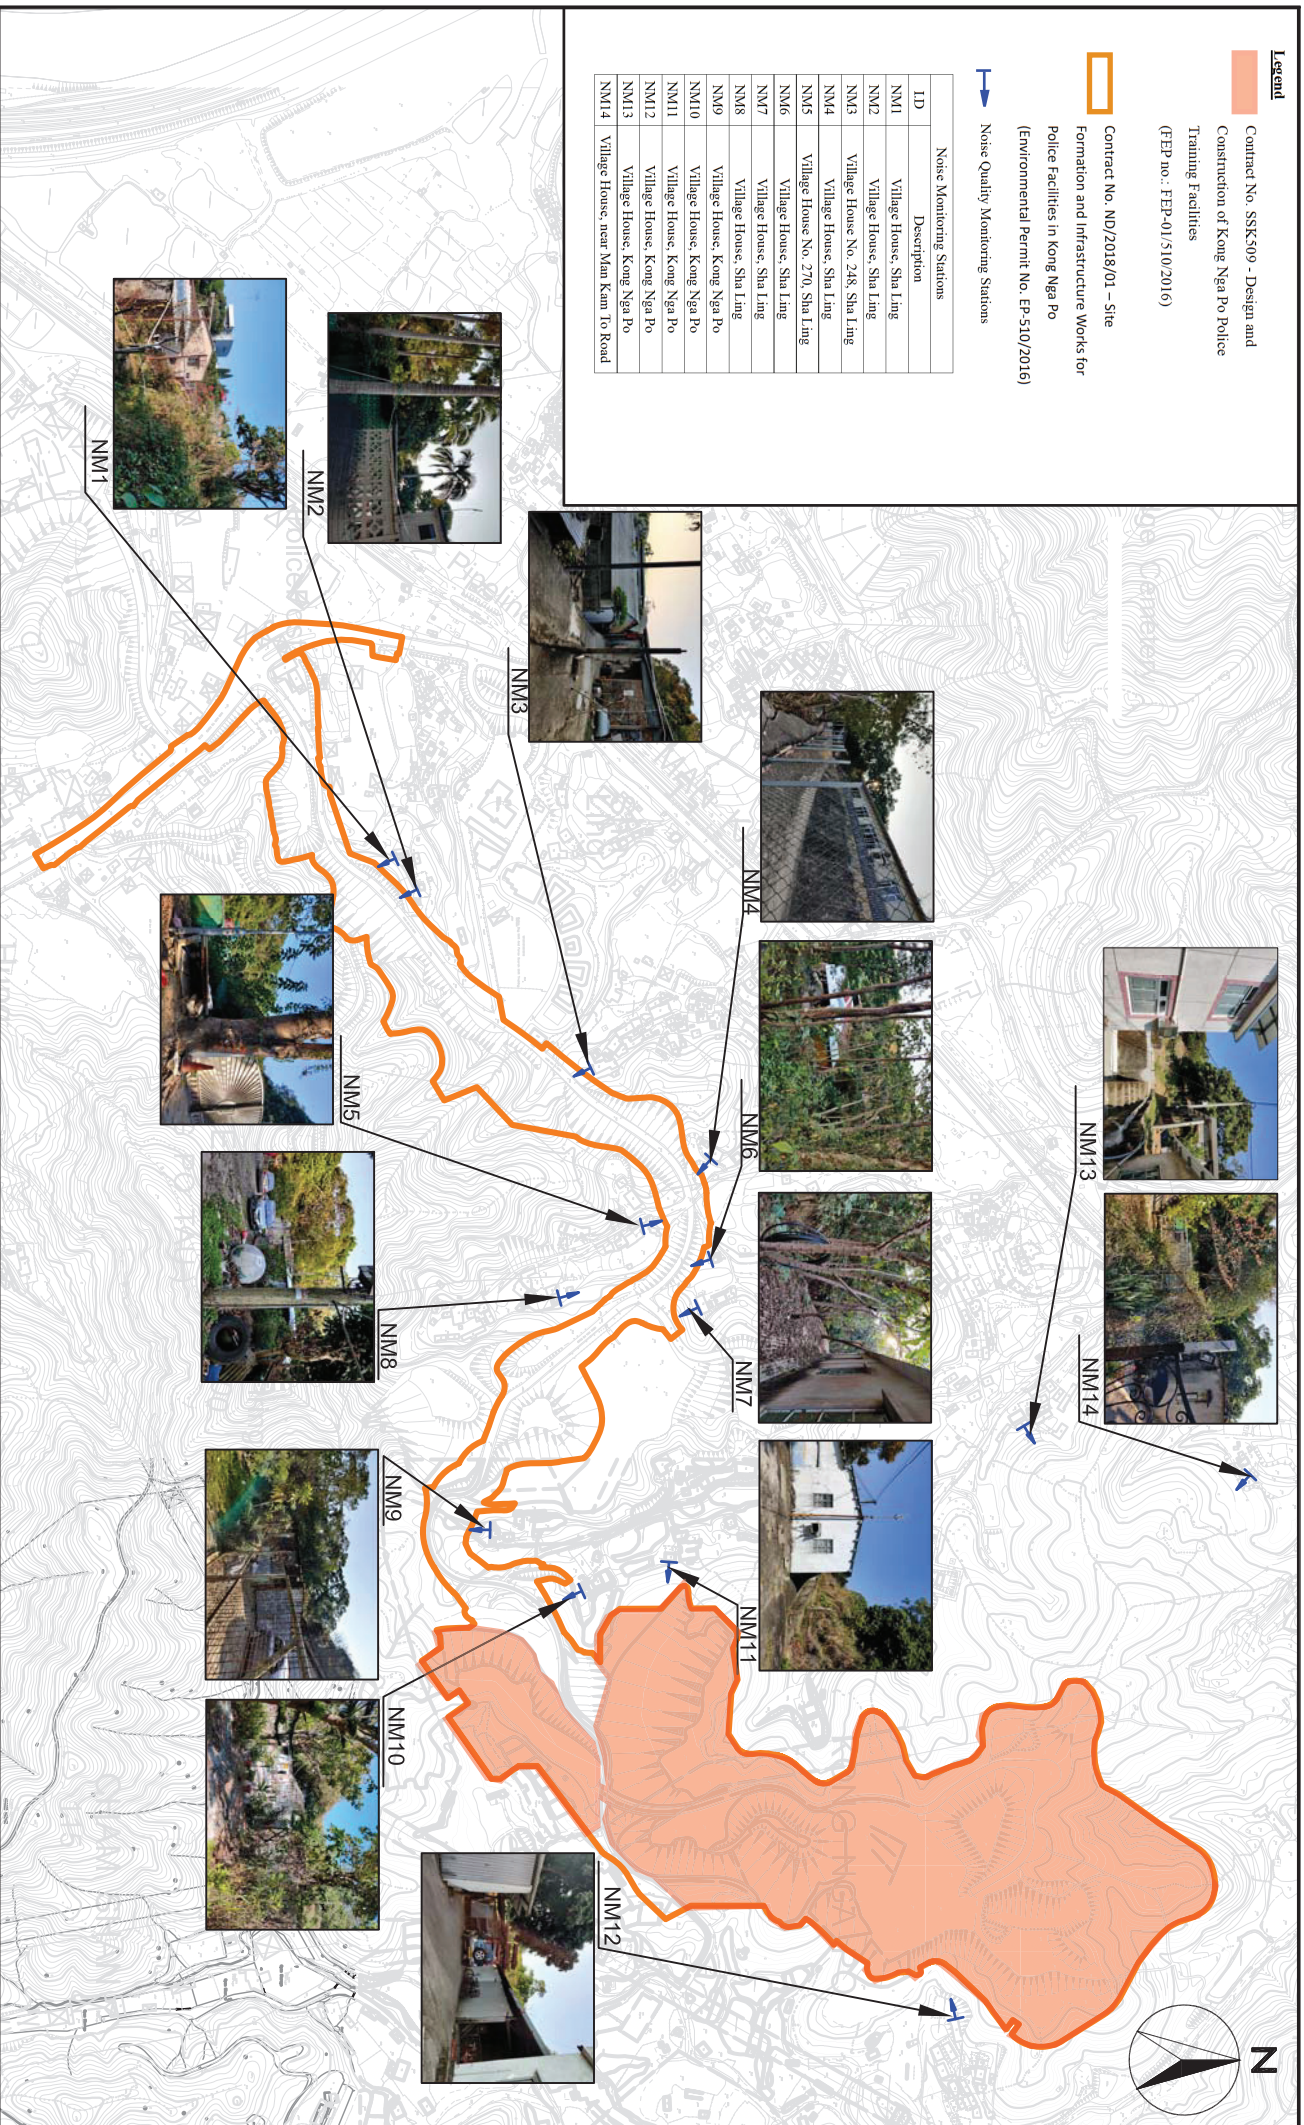 Legend
Contract No. SSK509 - Design and
Construction of Kong Nga Po Police
Training Facilities
(FEP no.: FEP-01/510/2016)
Contract No. ND/2018/01 – Site
Formation and Infrastructure Works for
Police Facilities in Kong Nga Po
(Environmental Permit No. EP-510/2016)
Noise Quality Monitoring Stations
Noise Monitoring Stations
I.D Description
NM1 Village House, Sha Ling
NM2 Village House, Sha Ling
NM3 Village House No. 248, Sha Ling
NM4 Village House, Sha Ling
NM5 Village House No. 270, Sha Ling
NM6 Village House, Sha Ling
NM7 Village House, Sha Ling
NM8 Village House, Sha Ling
NM9 Village House, Kong Nga Po
NM10 Village House, Kong Nga Po
NM11 Village House, Kong Nga Po
NM12 Village House, Kong Nga Po
NM13 Village House, Kong Nga Po
NM14 Village House, near Man Kam To Road
NM13
NM14
NM4
NM6
NM7
NM11
NM3
NM12
NM2
NM5
NM8
NM9
NM10
NM1
N